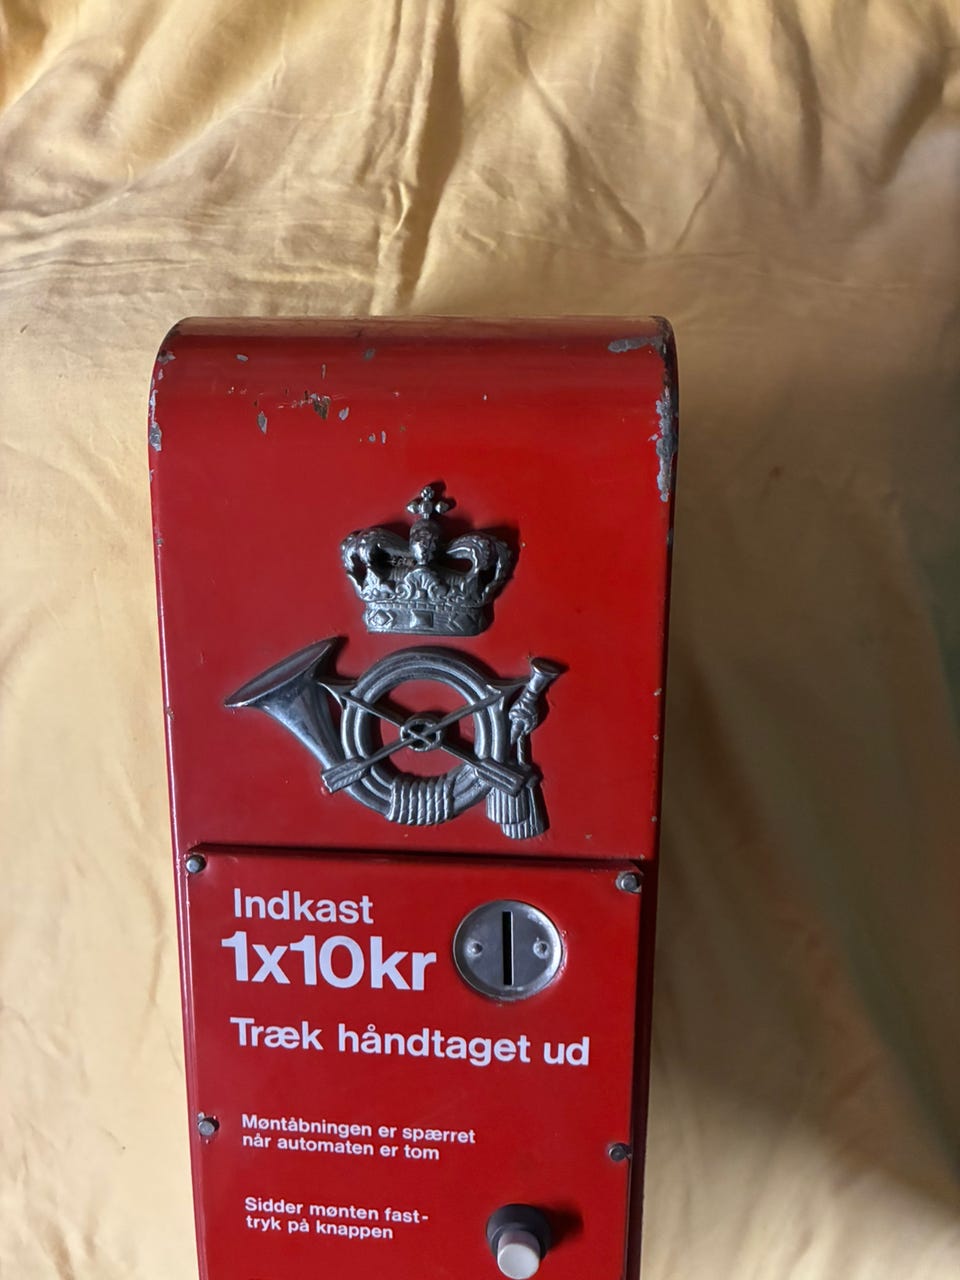 Indkast
1x10kr
Træk håndtaget ud
Møntåbningen er spærret
når automaten er tom
Sidder mønten fast-
tryk på knappen